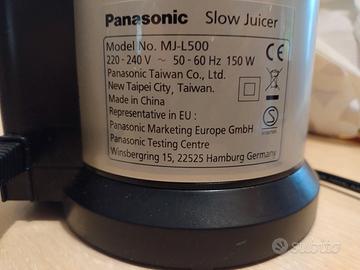 Panasonic Slow Juicer
Model No. MJ-L500
220 - 240 V ~ 50 - 60 Hz 150 W
Panasonic Taiwan Co., Ltd.
New Taipei City, Taiwan.
Made in China
Representative in EU :
Panasonic Marketing Europe GmbH
Panasonic Testing Centre
Winsbergring 15, 22525 Hamburg Germany
CE
subito